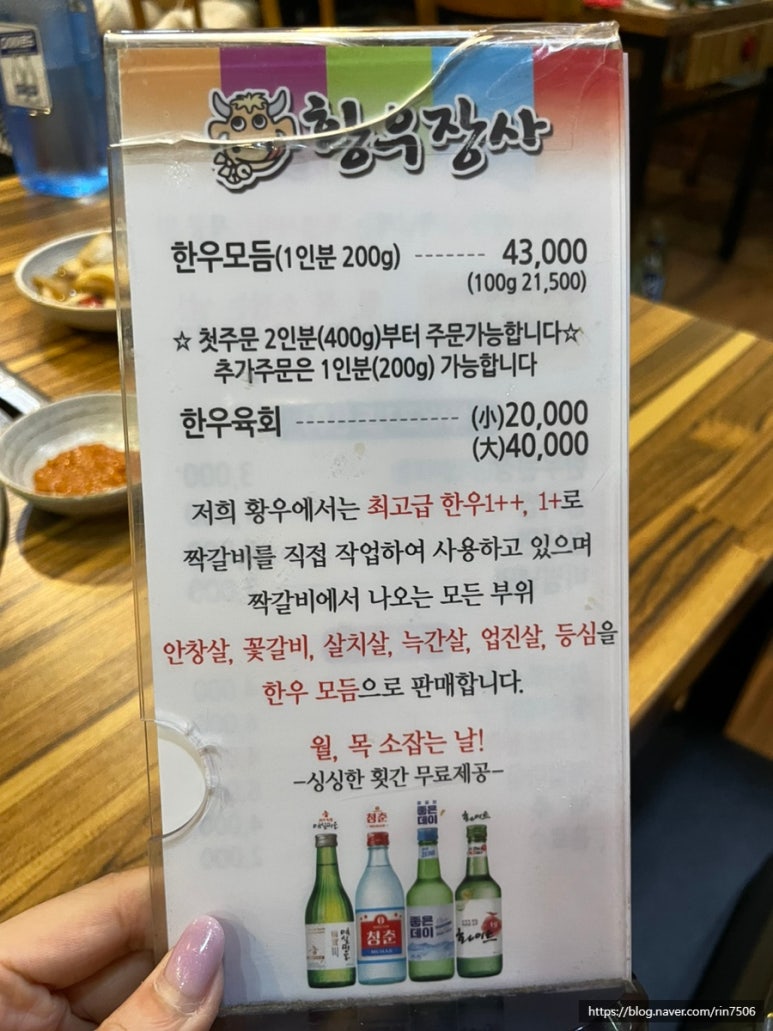 황우장사
한우모듬(1인분 200g) ------- 43,000
(100g 21,500)
☆ 첫주문 2인분(400g)부터 주문가능합니다☆
추가주문은 1인분(200g) 가능합니다
한우육회 ---------------- (小)20,000
(大)40,000
저희 황우에서는 최고급 한우1++, 1+로
짝갈비를 직접 작업하여 사용하고 있으며
짝갈비에서 나오는 모든 부위
안창살, 꽃갈비, 살치살, 늑간살, 업진살, 등심을
한우 모듬으로 판매합니다.
월, 목 소잡는 날!
-싱싱한 횟간 무료제공-
청춘
좋은
데이
청춘
좋은
데이
https://blog.naver.com/rin7506